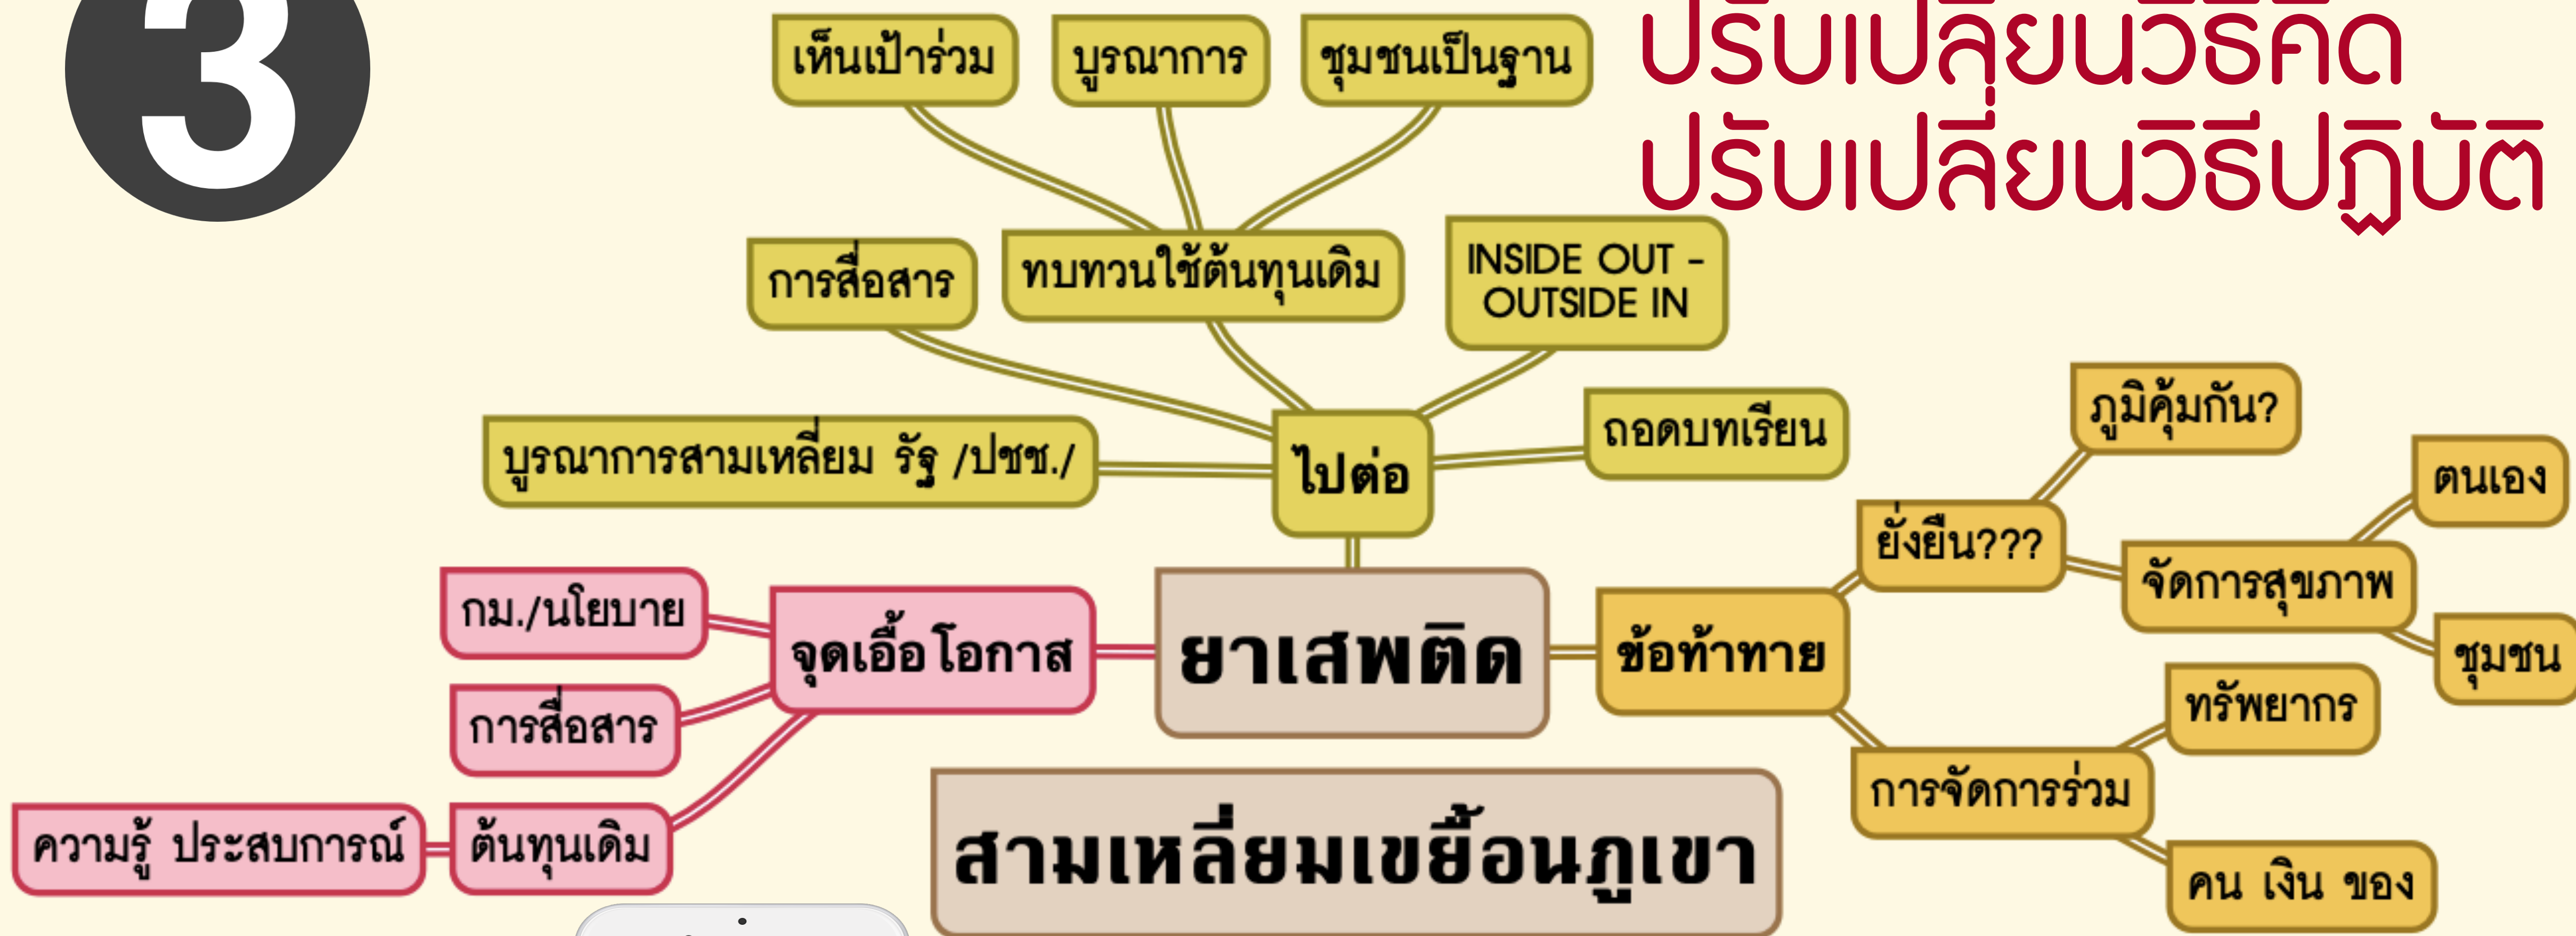 3
ปรับเปลี่ยนวิธีคิด
ปรับเปลี่ยนวิธีปฏิบัติ
เห็นเป้าร่วม
บูรณาการ
ชุมชนเป็นฐาน
การสื่อสาร
ทบทวนใช้ต้นทุนเดิม
INSIDE OUT –
OUTSIDE IN
บูรณาการสามเหลี่ยม รัฐ /ปชช./
ไปต่อ
ถอดบทเรียน
ภูมิคุ้มกัน?
ตนเอง
ยั่งยืน???
จัดการสุขภาพ
ชุมชน
กม./นโยบาย
จุดเอื้อโอกาส
ยาเสพติด
ข้อท้าทาย
การสื่อสาร
ทรัพยากร
การจัดการร่วม
ความรู้ ประสบการณ์
ต้นทุนเดิม
สามเหลี่ยมเขยื้อนภูเขา
คน เงิน ของ